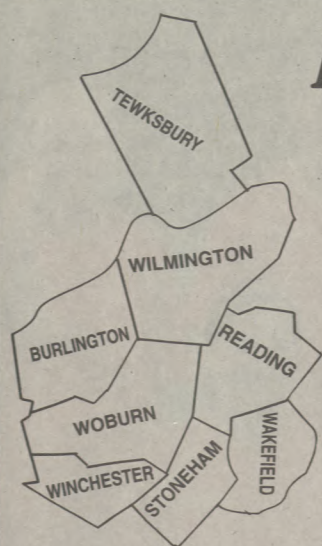 TEWKSBURY
WILMINGTON
BURLINGTON
READING
WOBURN
WAKEFIELD
STONEHAM
WINCHESTER